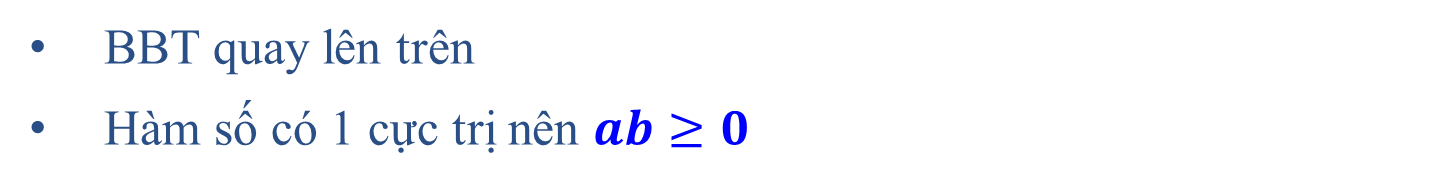 • BBT quay lên trên
• Hàm số có 1 cực trị nên ab ≥ 0